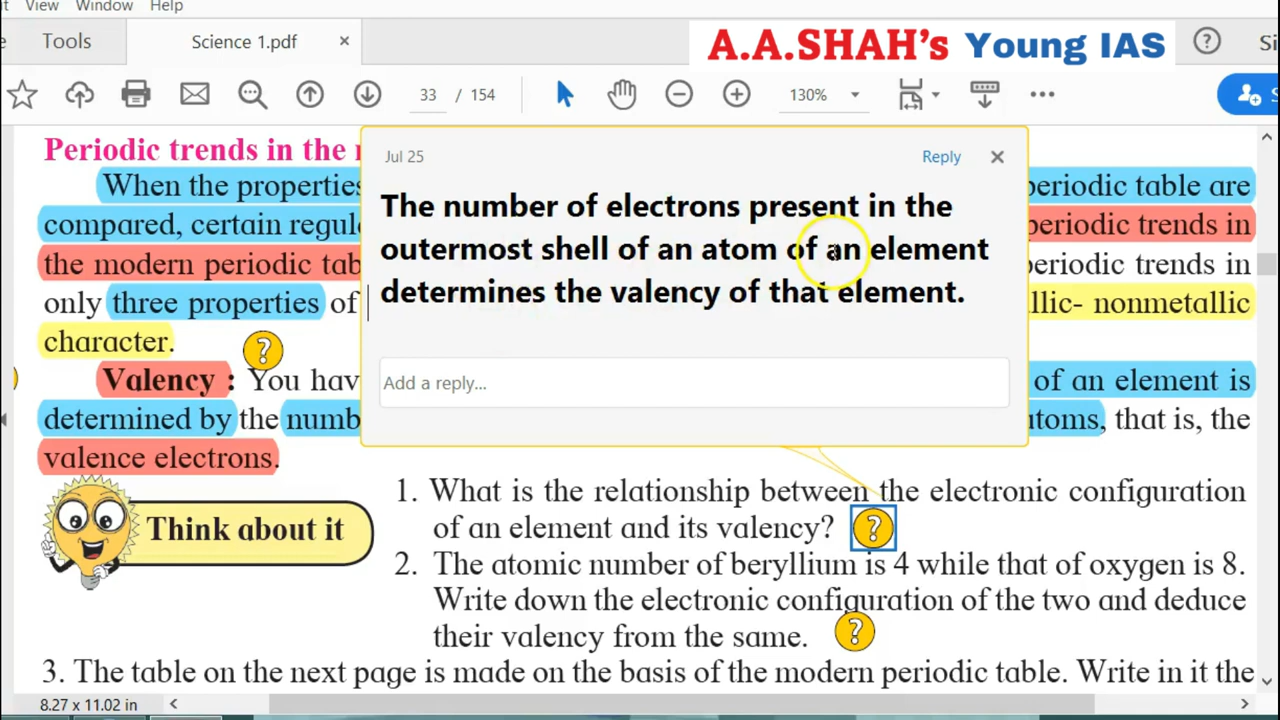 View Window Help
Tools
Science 1.pdf
A.A.SHAH's Young IAS
33 / 154
130%
Periodic trends in the
When the properties
periodic table are
compared, certain
periodic trends in
the modern periodic
periodic trends in
only three properties of
nonmetallic
character.
Valency : You
of an element is
determined by the
that is, the
valence electrons.
Jul 25
Reply
The number of electrons present in the
outermost shell of an atom of an element
determines the valency of that element.
Add a reply...
Think about it
1. What is the relationship between the electronic configuration
of an element and its valency?
2. The atomic number of beryllium is 4 while that of oxygen is 8.
Write down the electronic configuration of the two and deduce
their valency from the same.
3. The table on the next page is made on the basis of the modern periodic table. Write in it the
8.27 x 11.02 in